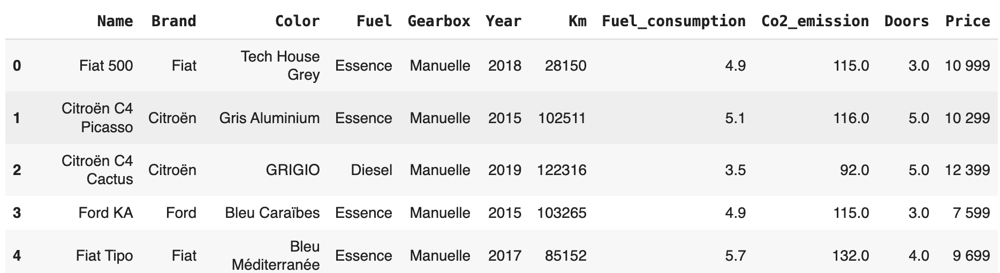 Name Brand Color Fuel Gearbox Year Km Fuel_consumption Co2_emission Doors Price
0 Fiat 500 Fiat Tech House Grey Essence Manuelle 2018 28150 4.9 115.0 3.0 10 999
1 Citroën C4 Picasso Citroën Gris Aluminium Essence Manuelle 2015 102511 5.1 116.0 5.0 10 299
2 Citroën C4 Cactus Citroën GRIGIO Diesel Manuelle 2019 122316 3.5 92.0 5.0 12 399
3 Ford KA Ford Bleu Caraïbes Essence Manuelle 2015 103265 4.9 115.0 3.0 7 599
4 Fiat Tipo Fiat Bleu Méditerranée Essence Manuelle 2017 85152 5.7 132.0 4.0 9 699